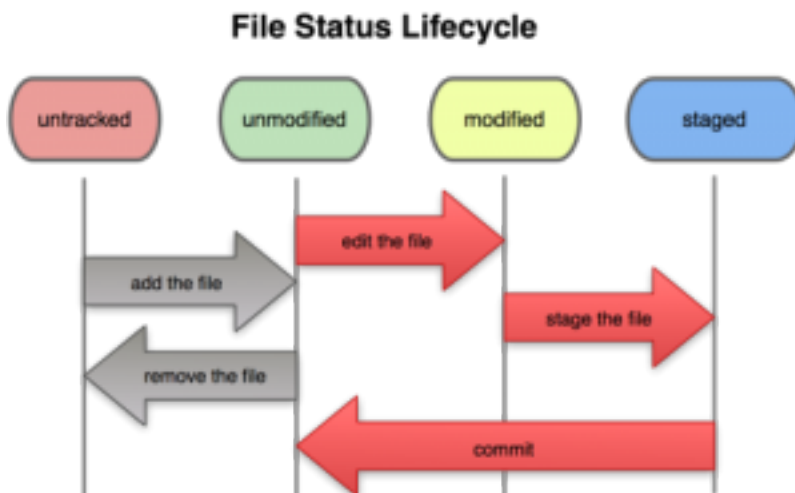 File Status Lifecycle
untracked
unmodified
modified
staged
edit the file
add the file
stage the file
remove the file
commit